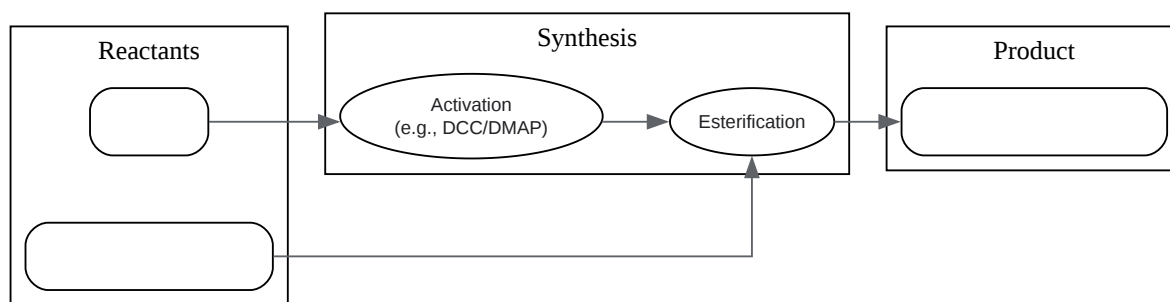 Reactants
Synthesis
Product
Activation
(e.g., DCC/DMAP)
Esterification